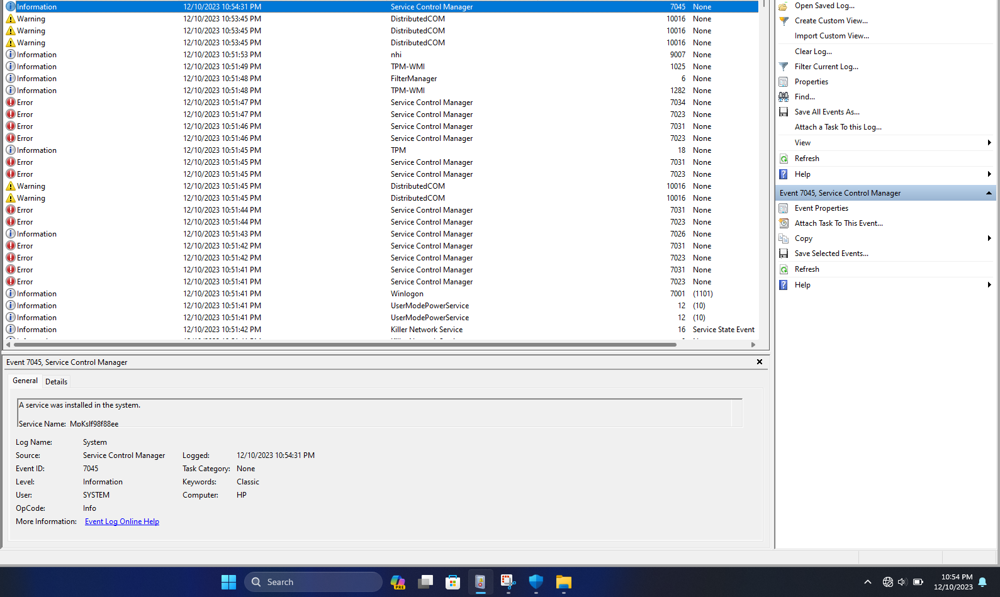 Information 12/10/2023 10:54:31 PM Service Control Manager 7045 None
Warning 12/10/2023 10:53:45 PM DistributedCOM 10016 None
Warning 12/10/2023 10:53:45 PM DistributedCOM 10016 None
Warning 12/10/2023 10:53:45 PM DistributedCOM 10016 None
Information 12/10/2023 10:51:53 PM nhi 9007 None
Information 12/10/2023 10:51:49 PM TPM-WMI 1025 None
Information 12/10/2023 10:51:48 PM FilterManager 6 None
Information 12/10/2023 10:51:48 PM TPM-WMI 1282 None
Error 12/10/2023 10:51:47 PM Service Control Manager 7034 None
Error 12/10/2023 10:51:47 PM Service Control Manager 7023 None
Error 12/10/2023 10:51:46 PM Service Control Manager 7031 None
Error 12/10/2023 10:51:46 PM Service Control Manager 7023 None
Information 12/10/2023 10:51:45 PM TPM 18 None
Error 12/10/2023 10:51:45 PM Service Control Manager 7031 None
Error 12/10/2023 10:51:45 PM Service Control Manager 7023 None
Warning 12/10/2023 10:51:45 PM DistributedCOM 10016 None
Warning 12/10/2023 10:51:45 PM DistributedCOM 10016 None
Error 12/10/2023 10:51:44 PM Service Control Manager 7031 None
Error 12/10/2023 10:51:44 PM Service Control Manager 7023 None
Information 12/10/2023 10:51:43 PM Service Control Manager 7026 None
Error 12/10/2023 10:51:42 PM Service Control Manager 7031 None
Error 12/10/2023 10:51:42 PM Service Control Manager 7023 None
Error 12/10/2023 10:51:41 PM Service Control Manager 7031 None
Error 12/10/2023 10:51:41 PM Service Control Manager 7023 None
Information 12/10/2023 10:51:41 PM Winlogon 7001 (1101)
Information 12/10/2023 10:51:41 PM UserModePowerService 12 (10)
Information 12/10/2023 10:51:41 PM UserModePowerService 12 (10)
Information 12/10/2023 10:51:42 PM Killer Network Service 16 Service State Event
Event 7045, Service Control Manager
General Details
A service was installed in the system.
Service Name: MpKslf98f88ee
Log Name: System
Source: Service Control Manager Logged: 12/10/2023 10:54:31 PM
Event ID: 7045 Task Category: None
Level: Information Keywords: Classic
User: SYSTEM Computer: HP
OpCode: Info
More Information: Event Log Online Help
Open Saved Log...
Create Custom View...
Import Custom View...
Clear Log...
Filter Current Log...
Properties
Find...
Save All Events As...
Attach a Task To this Log...
View
Refresh
Help
Event 7045, Service Control Manager
Event Properties
Attach Task To This Event...
Copy
Save Selected Events...
Refresh
Help
Search
PRE
10:54 PM
12/10/2023